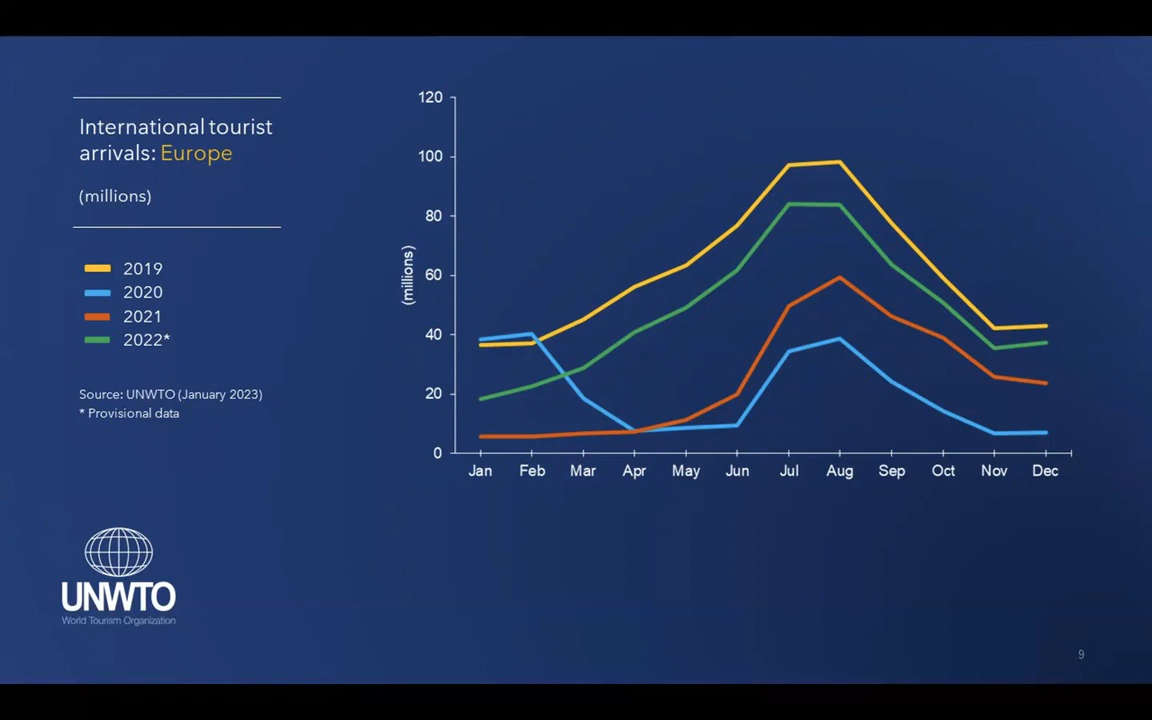 International tourist
arrivals: Europe
(millions)
2019
2020
2021
2022*
Source: UNWTO (January 2023)
* Provisional data
UNWTO
World Tourism Organization
(millions)
120
100
80
60
40
20
0
Jan Feb Mar Apr May Jun Jul Aug Sep Oct Nov Dec
9